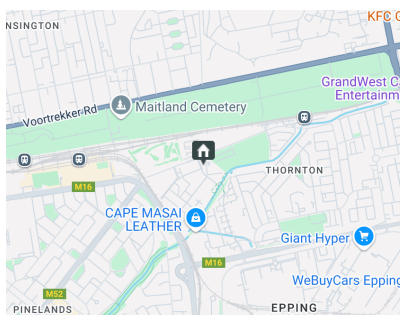 NSINGTON
KFC G
GrandWest C
Entertainm
Voortrekker Rd
Maitland Cemetery
THORNTON
M16
CAPE MASAI
LEATHER
Giant Hyper
M16
WeBuyCars Epping
M52
PINELANDS
EPPING